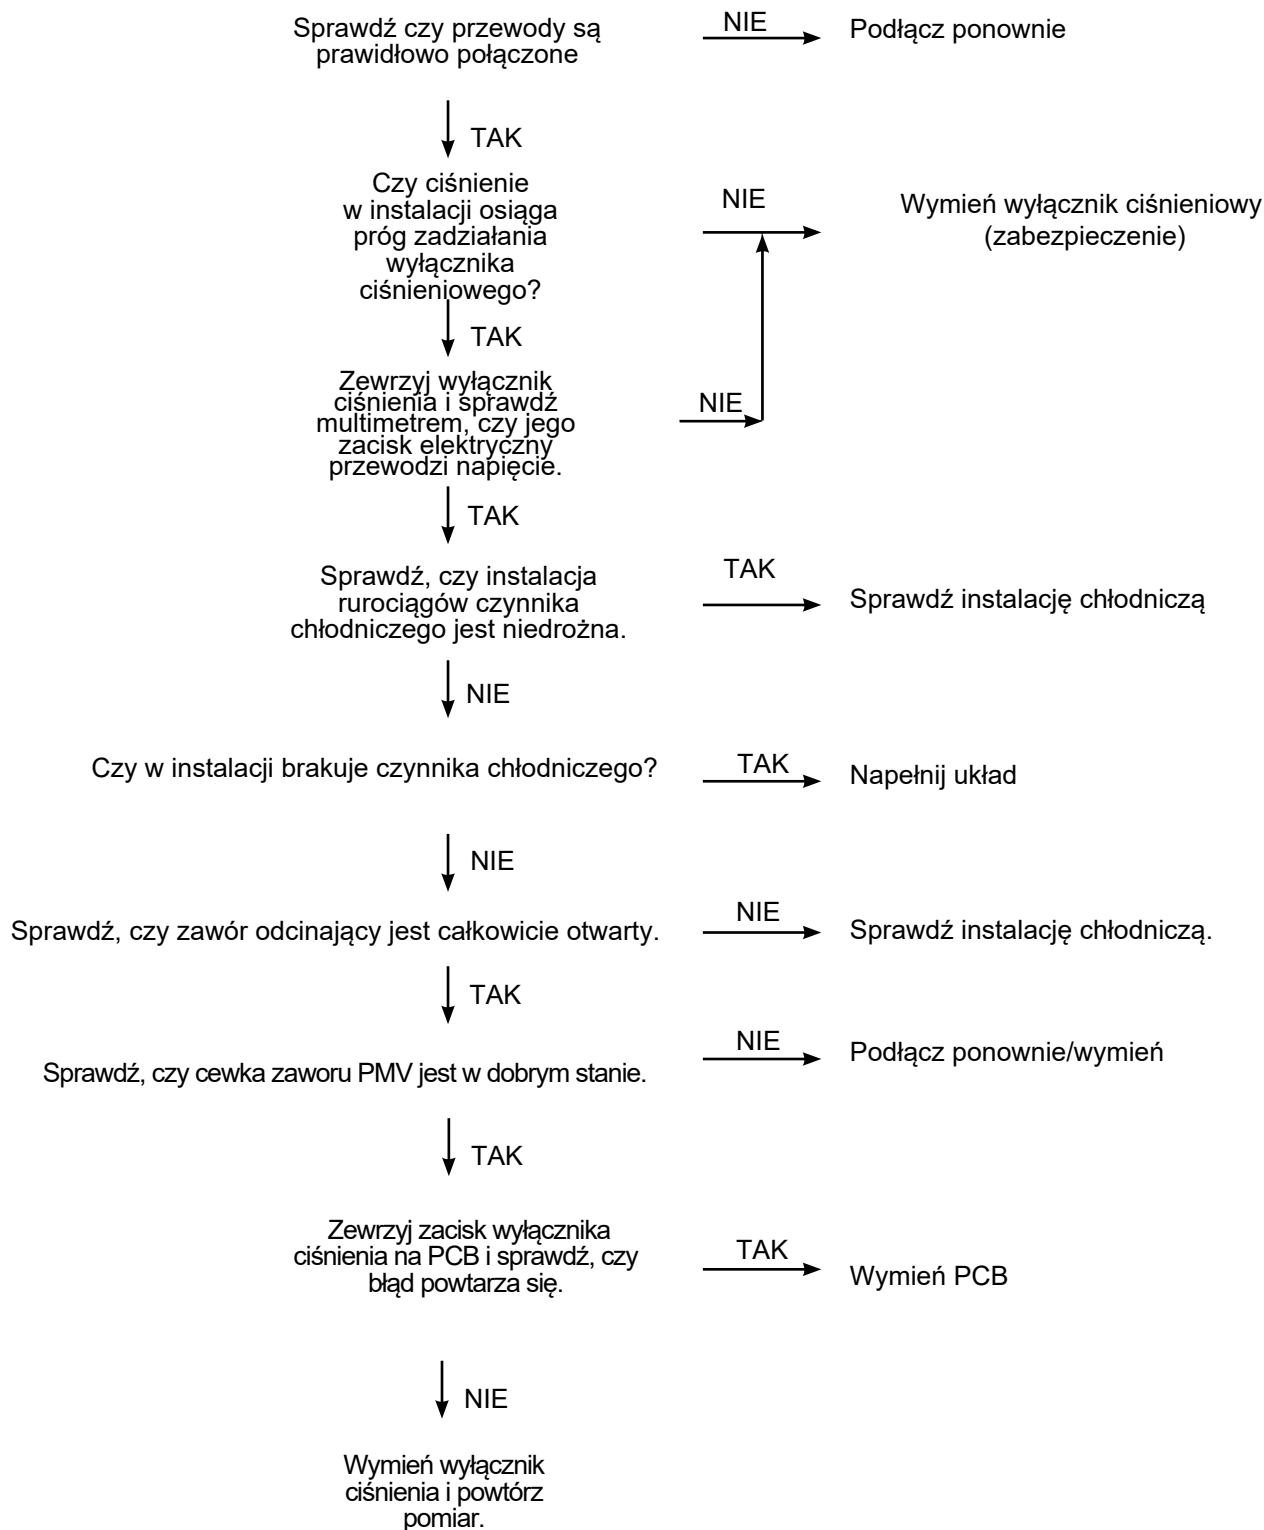 Sprawdź czy przewody są
prawidłowo połączone
NIE
Podłącz ponownie
TAK
Czy ciśnienie
w instalacji osiąga
próg zadziałania
wyłącznika
ciśnieniowego?
NIE
Wymień wyłącznik ciśnieniowy
(zabezpieczenie)
TAK
Zewrzyj wyłącznik
ciśnienia i sprawdź
multimetrem, czy jego
zacisk elektryczny
przewodzi napięcie.
NIE
TAK
Sprawdź, czy instalacja
rurociągów czynnika
chłodniczego jest niedrożna.
TAK
Sprawdź instalację chłodniczą
NIE
Czy w instalacji brakuje czynnika chłodniczego?
TAK
Napełnij układ
NIE
Sprawdź, czy zawór odcinający jest całkowicie otwarty.
NIE
Sprawdź instalację chłodniczą.
TAK
Sprawdź, czy cewka zaworu PMV jest w dobrym stanie.
NIE
Podłącz ponownie/wymień
TAK
Zewrzyj zacisk wyłącznika
ciśnienia na PCB i sprawdź, czy
błąd powtarza się.
TAK
Wymień PCB
NIE
Wymień wyłącznik
ciśnienia i powtórz
pomiar.